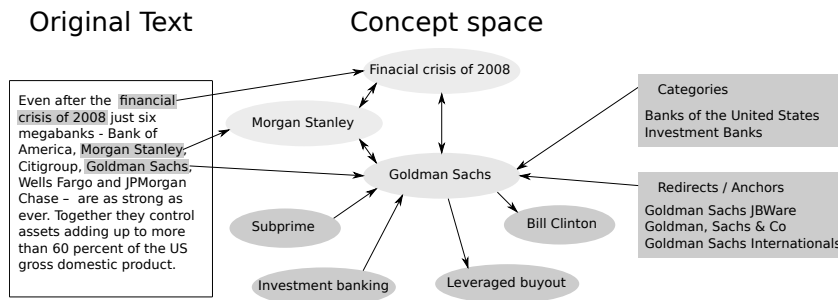 Original Text
Concept space
Even after the financial
crisis of 2008 just six
megabanks - Bank of
America, Morgan Stanley,
Citigroup, Goldman Sachs,
Wells Fargo and JPMorgan
Chase – are as strong as
ever. Together they control
assets adding up to more
than 60 percent of the US
gross domestic product.
Finacial crisis of 2008
Morgan Stanley
Goldman Sachs
Subprime
Bill Clinton
Investment banking
Leveraged buyout
Categories
Banks of the United States
Investment Banks
Redirects / Anchors
Goldman Sachs JBWare
Goldman, Sachs & Co
Goldman Sachs Internationals